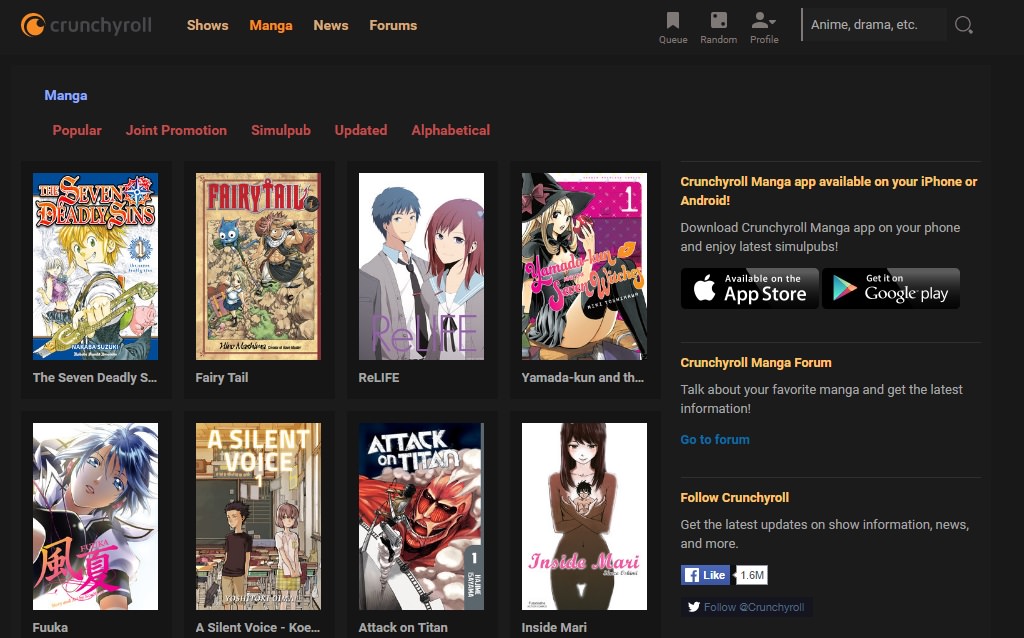 crunchyroll
Shows Manga News Forums
Queue Random Profile
Anime, drama, etc.
Manga
Popular Joint Promotion Simulpub Updated Alphabetical
THE SEVEN DEADLY SINS
1
NAKABA SUZUKI
The Seven Deadly S...
FAIRY TAIL
Hiro Mashima
Fairy Tail
ReLIFE
ReLIFE
1
Yamada-kun and the Seven Witches
MIKI YOSHIKAWA
Yamada-kun and th...
風夏
FUUKA
Fuuka
A SILENT VOICE
1
YOSHITOKI OIMA
A Silent Voice - Koe...
ATTACK on TITAN
1
HAJIME ISAYAMA
Attack on Titan
Inside Mari
Shuzo Oshimi
Inside Mari
Crunchyroll Manga app available on your iPhone or
Android!
Download Crunchyroll Manga app on your phone
and enjoy latest simulpubs!
Available on the
App Store
Get it on
Google play
Crunchyroll Manga Forum
Talk about your favorite manga and get the latest
information!
Go to forum
Follow Crunchyroll
Get the latest updates on show information, news,
and more.
Like 1.6M
Follow @Crunchyroll